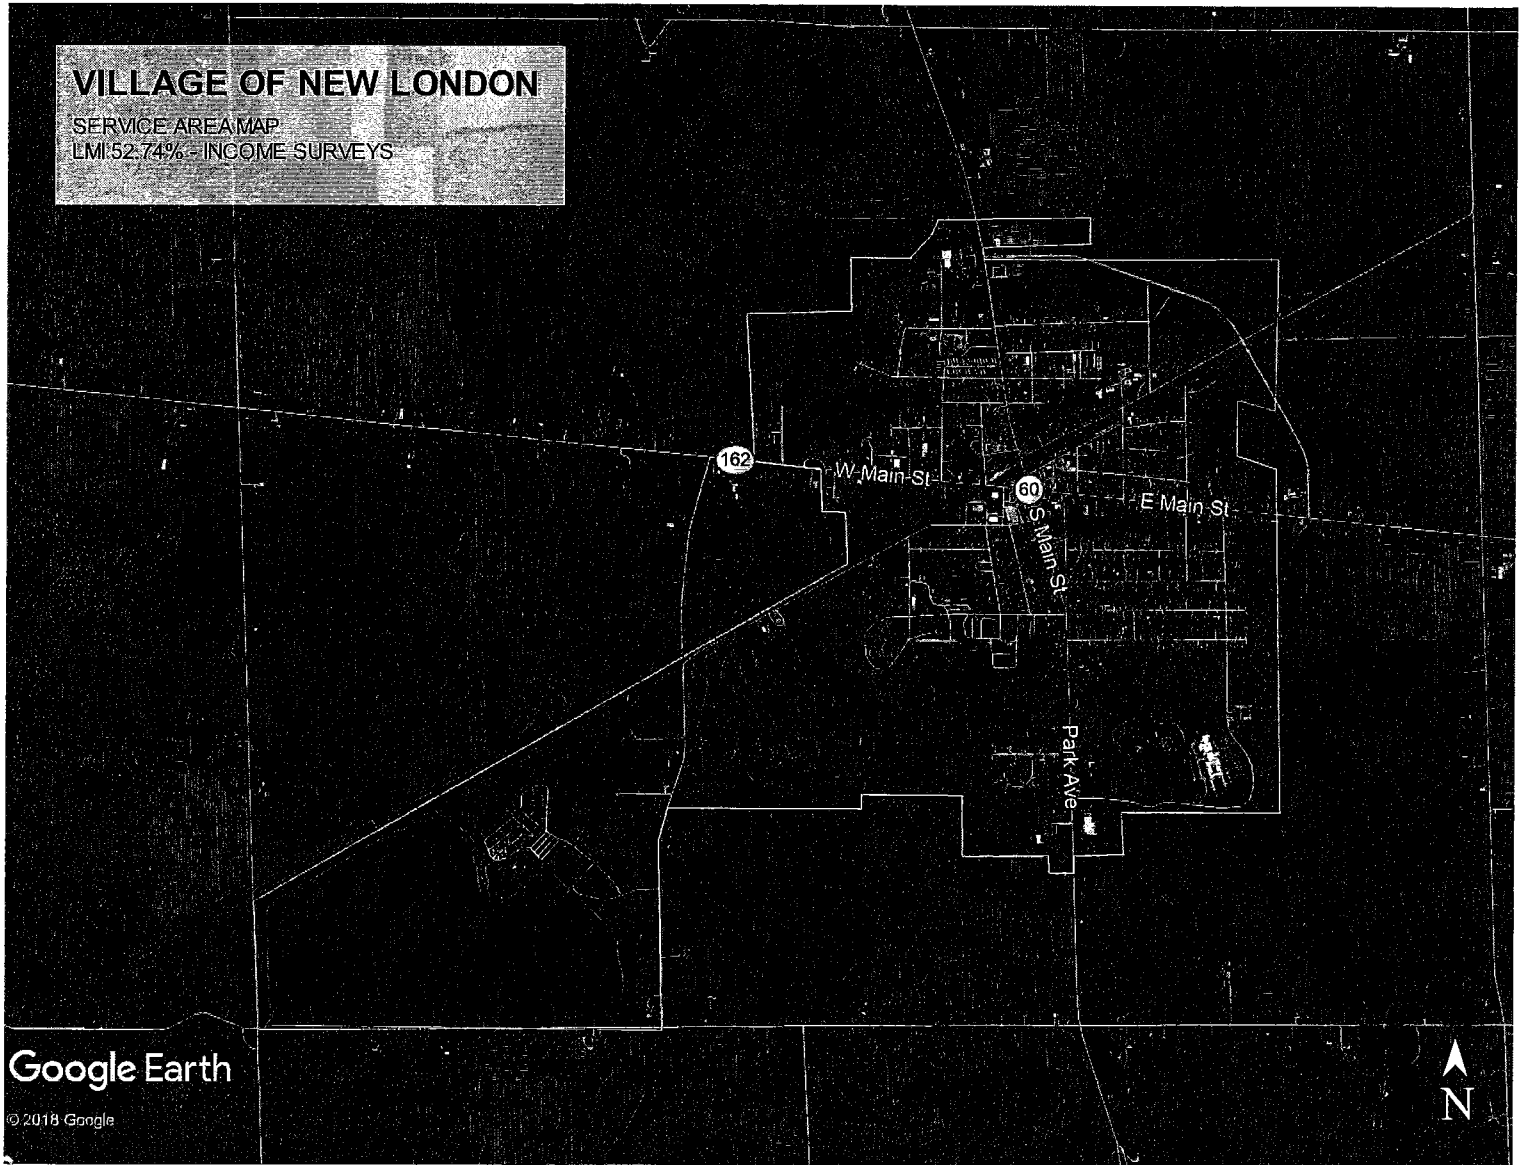 VILLAGE OF NEW LONDON
SERVICE AREA MAP
LMI 52.74% - INCOME SURVEYS
162
W Main St
60
E Main St
S Main St
Park Ave
Google Earth
© 2018 Google
N